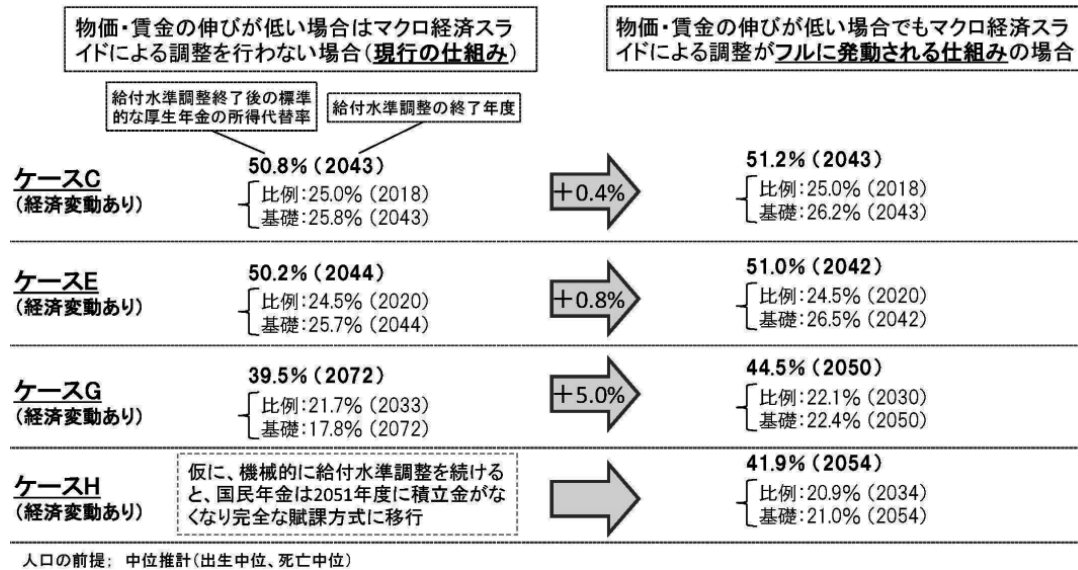 物価・賃金の伸びが低い場合はマクロ経済スライドによる調整を行わない場合(現行の仕組み)
物価・賃金の伸びが低い場合でもマクロ経済スライドによる調整がフルに発動される仕組みの場合
給付水準調整終了後の標準的な厚生年金の所得代替率
給付水準調整の終了年度
ケースC
(経済変動あり)
50.8%(2043)
比例:25.0%(2018)
基礎:25.8%(2043)
+0.4%
51.2%(2043)
比例:25.0%(2018)
基礎:26.2%(2043)
ケースE
(経済変動あり)
50.2%(2044)
比例:24.5%(2020)
基礎:25.7%(2044)
+0.8%
51.0%(2042)
比例:24.5%(2020)
基礎:26.5%(2042)
ケースG
(経済変動あり)
39.5%(2072)
比例:21.7%(2033)
基礎:17.8%(2072)
+5.0%
44.5%(2050)
比例:22.1%(2030)
基礎:22.4%(2050)
ケースH
(経済変動あり)
仮に、機械的に給付水準調整を続けると、国民年金は2051年度に積立金がなくなり完全な賦課方式に移行
41.9%(2054)
比例:20.9%(2034)
基礎:21.0%(2054)
人口の前提; 中位推計(出生中位、死亡中位)